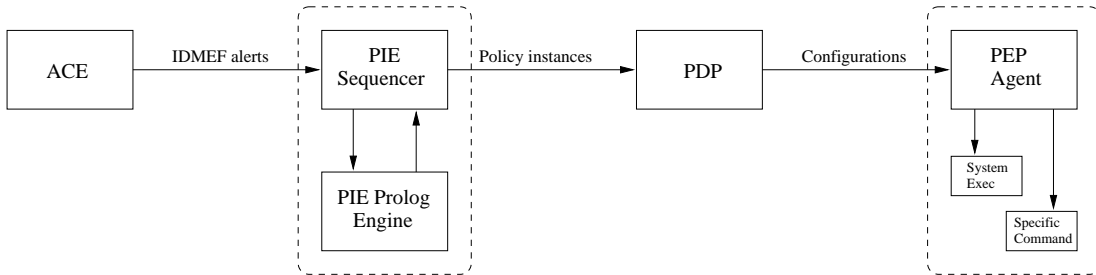 ACE
IDMEF alerts
PIE
Sequencer
Policy instances
PDP
Configurations
PEP
Agent
PIE Prolog
Engine
System
Exec
Specific
Command